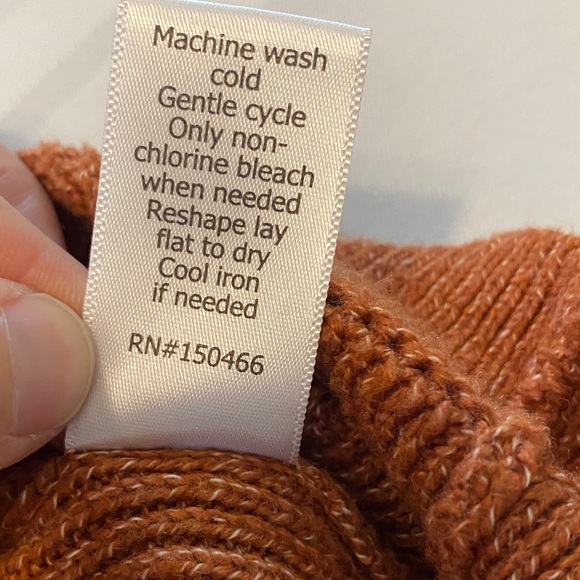 Machine wash
cold
Gentle cycle
Only non-
chlorine bleach
when needed
Reshape lay
flat to dry
Cool iron
if needed
RN#150466